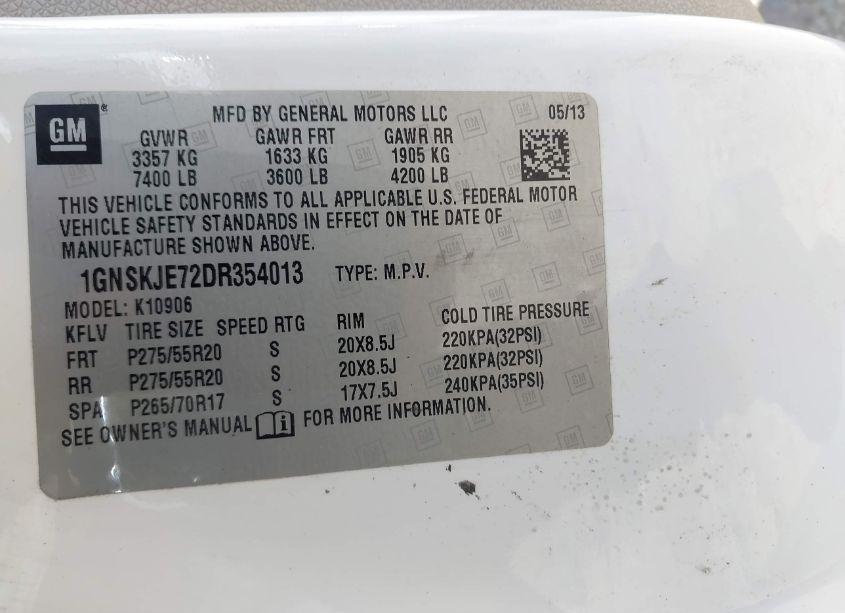 GM®
MFD BY GENERAL MOTORS LLC 05/13
GVWR GAWR FRT GAWR RR
3357 KG 1633 KG 1905 KG
7400 LB 3600 LB 4200 LB
THIS VEHICLE CONFORMS TO ALL APPLICABLE U.S. FEDERAL MOTOR
VEHICLE SAFETY STANDARDS IN EFFECT ON THE DATE OF
MANUFACTURE SHOWN ABOVE.
1GNSKJE72DR354013 TYPE: M.P.V.
MODEL: K10906
KFLV TIRE SIZE SPEED RTG RIM COLD TIRE PRESSURE
FRT P275/55R20 S 20X8.5J 220KPA(32PSI)
RR P275/55R20 S 20X8.5J 220KPA(32PSI)
SPA P265/70R17 S 17X7.5J 240KPA(35PSI)
SEE OWNER'S MANUAL i FOR MORE INFORMATION.